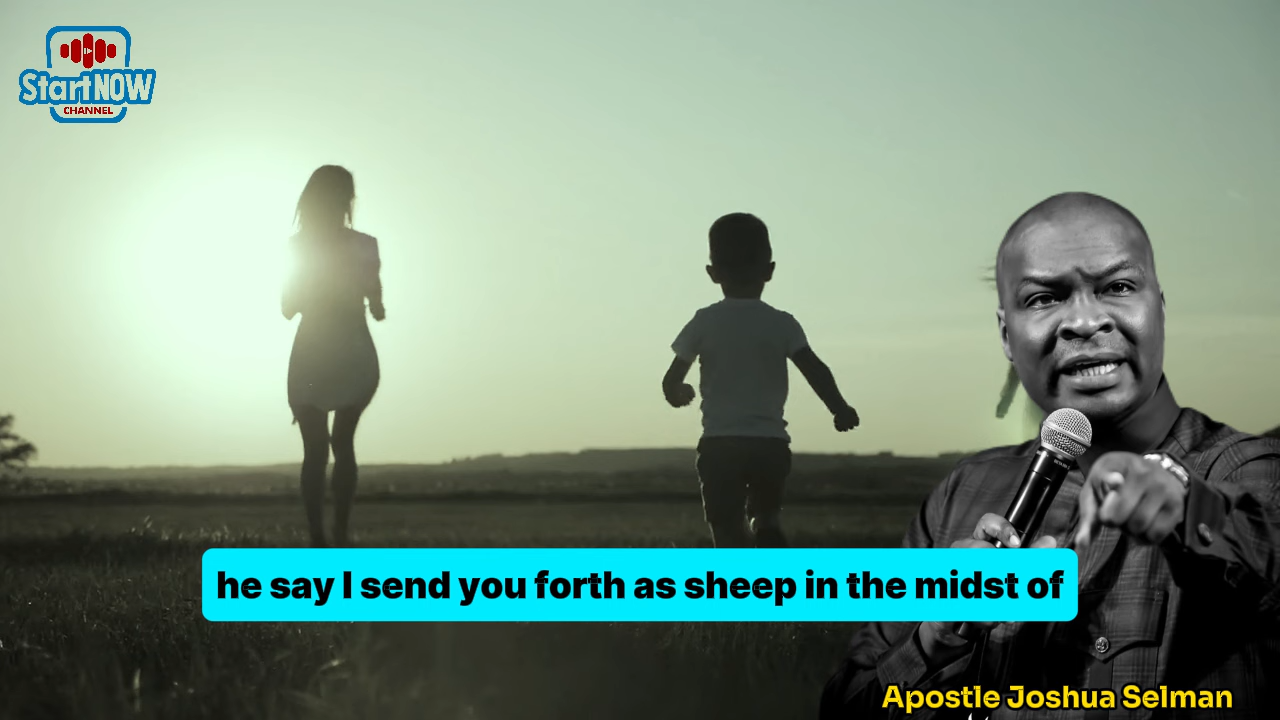 StartNOW
CHANNEL
he say I send you forth as sheep in the midst of
Apostle Joshua Selman